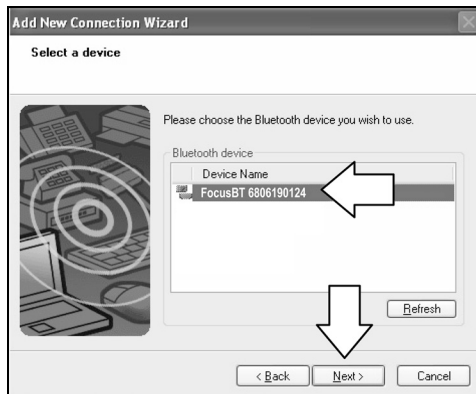 Add New Connection Wizard
Select a device
Please choose the Bluetooth device you wish to use.
Bluetooth device
Device Name
FocusBT 6806190124
Refresh
< Back Next > Cancel